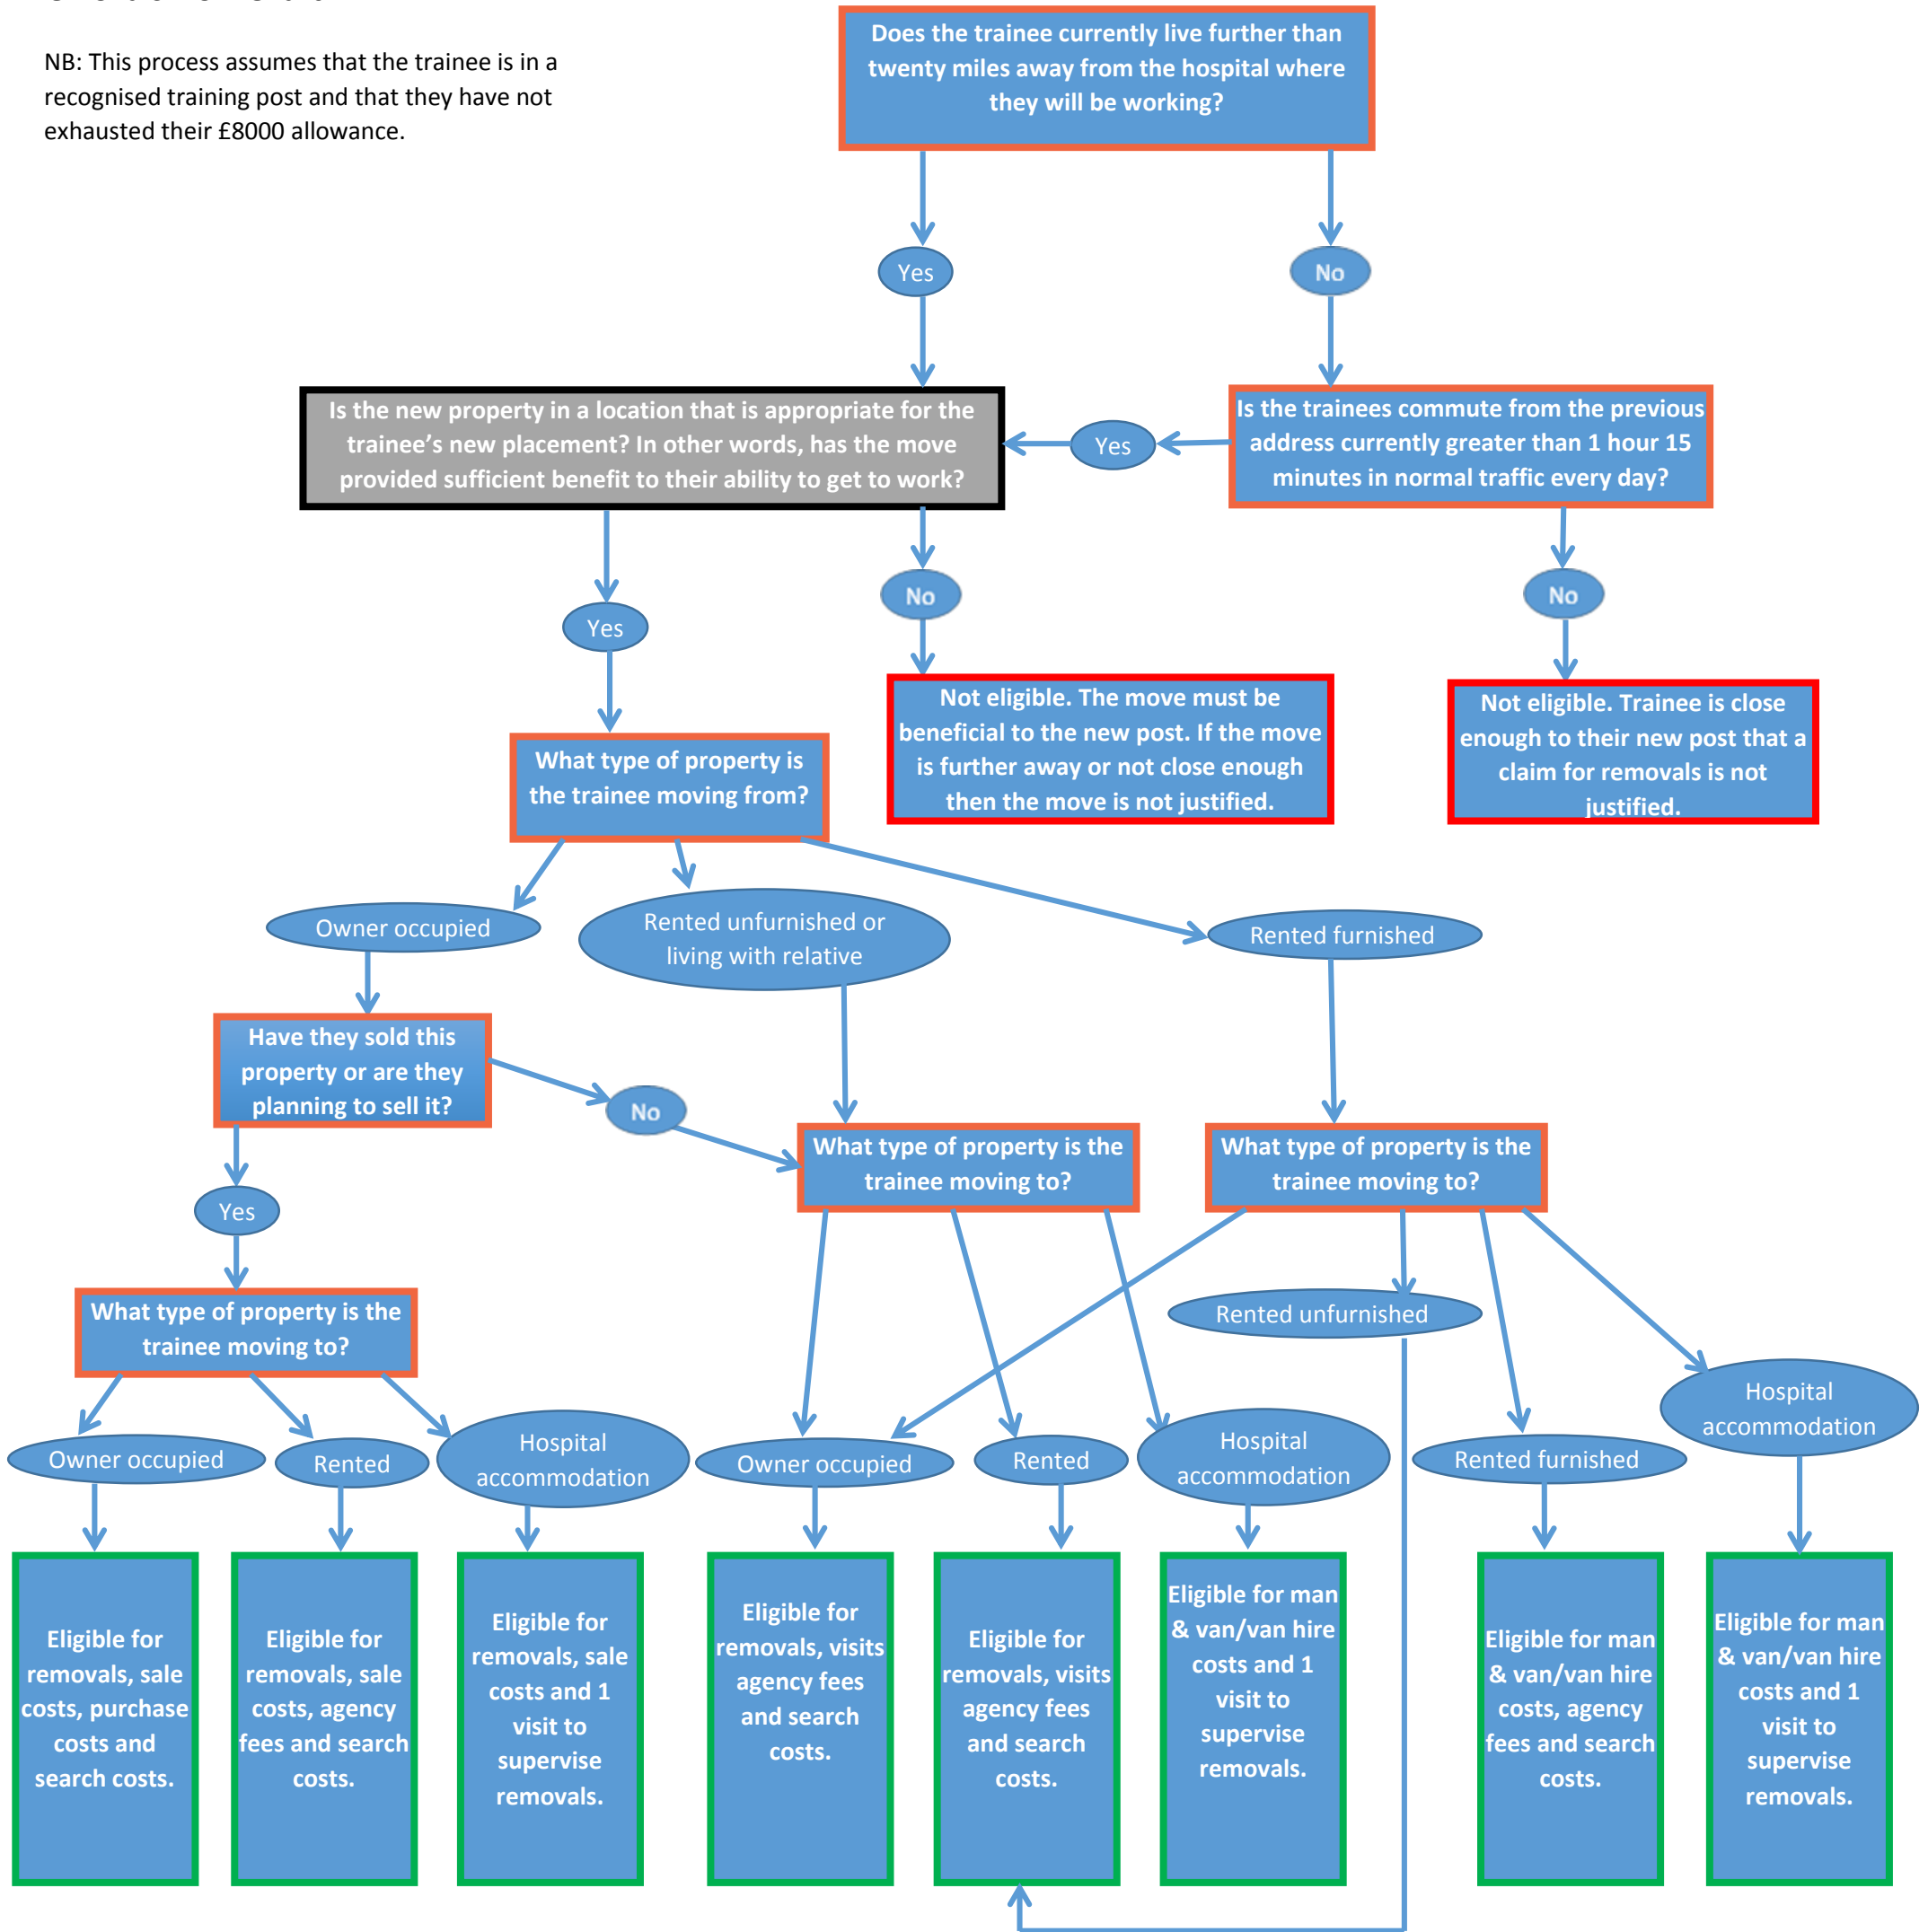 NB: This process assumes that the trainee is in a
recognised training post and that they have not
exhausted their £8000 allowance.
Does the trainee currently live further than
twenty miles away from the hospital where
they will be working?
Yes
No
Is the new property in a location that is appropriate for the
trainee’s new placement? In other words, has the move
provided sufficient benefit to their ability to get to work?
Yes
Is the trainees commute from the previous
address currently greater than 1 hour 15
minutes in normal traffic every day?
Yes
No
No
Not eligible. The move must be
beneficial to the new post. If the move
is further away or not close enough
then the move is not justified.
Not eligible. Trainee is close
enough to their new post that a
claim for removals is not
justified.
What type of property is
the trainee moving from?
Owner occupied
Rented unfurnished or
living with relative
Rented furnished
Have they sold this
property or are they
planning to sell it?
No
Yes
What type of property is the
trainee moving to?
What type of property is the
trainee moving to?
What type of property is the
trainee moving to?
Rented unfurnished
Owner occupied
Rented
Hospital
accommodation
Owner occupied
Rented
Hospital
accommodation
Rented furnished
Hospital
accommodation
Eligible for
removals, sale
costs, purchase
costs and
search costs.
Eligible for
removals, sale
costs, agency
fees and search
costs.
Eligible for
removals, sale
costs and 1
visit to
supervise
removals.
Eligible for
removals, visits
agency fees
and search
costs.
Eligible for
removals, visits
agency fees
and search
costs.
Eligible for man
& van/van hire
costs and 1
visit to
supervise
removals.
Eligible for man
& van/van hire
costs, agency
fees and search
costs.
Eligible for man
& van/van hire
costs and 1
visit to
supervise
removals.